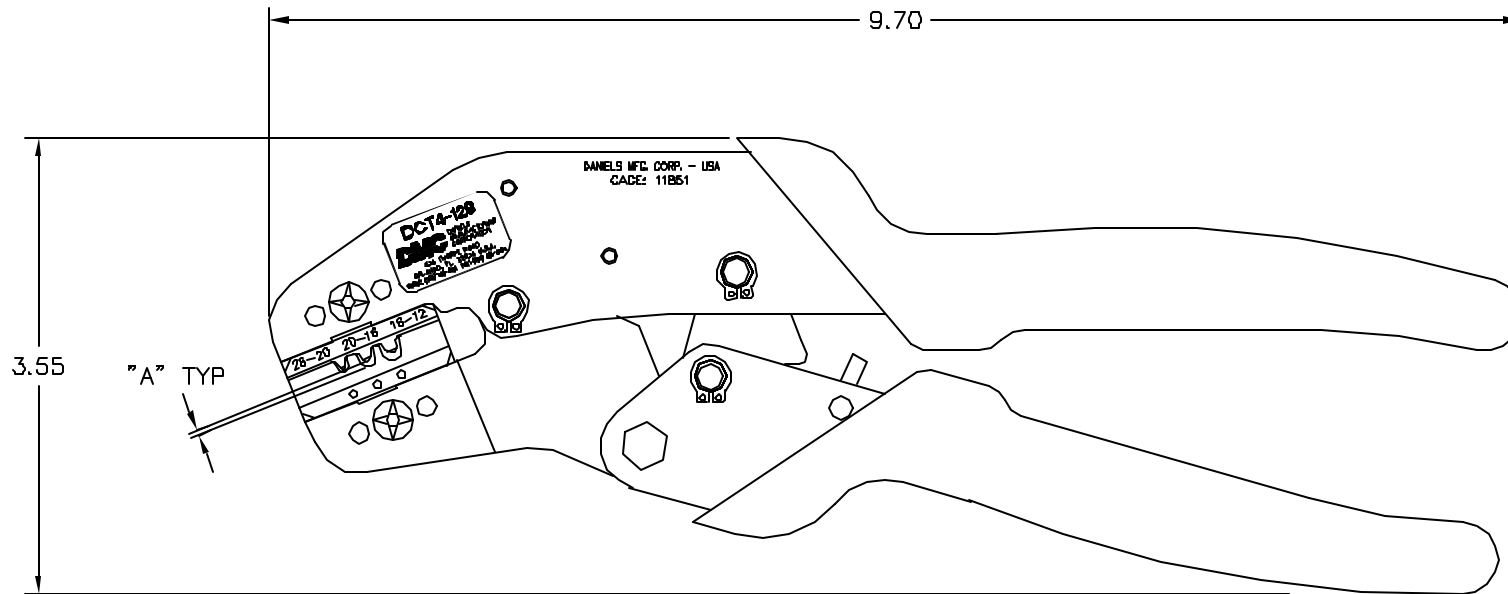 9.70
DANIELS MFG. CORP. - USA
CAGE: 11851
DCT4-129
DMC
28-20 20-16 16-12
3.55
"A" TYP